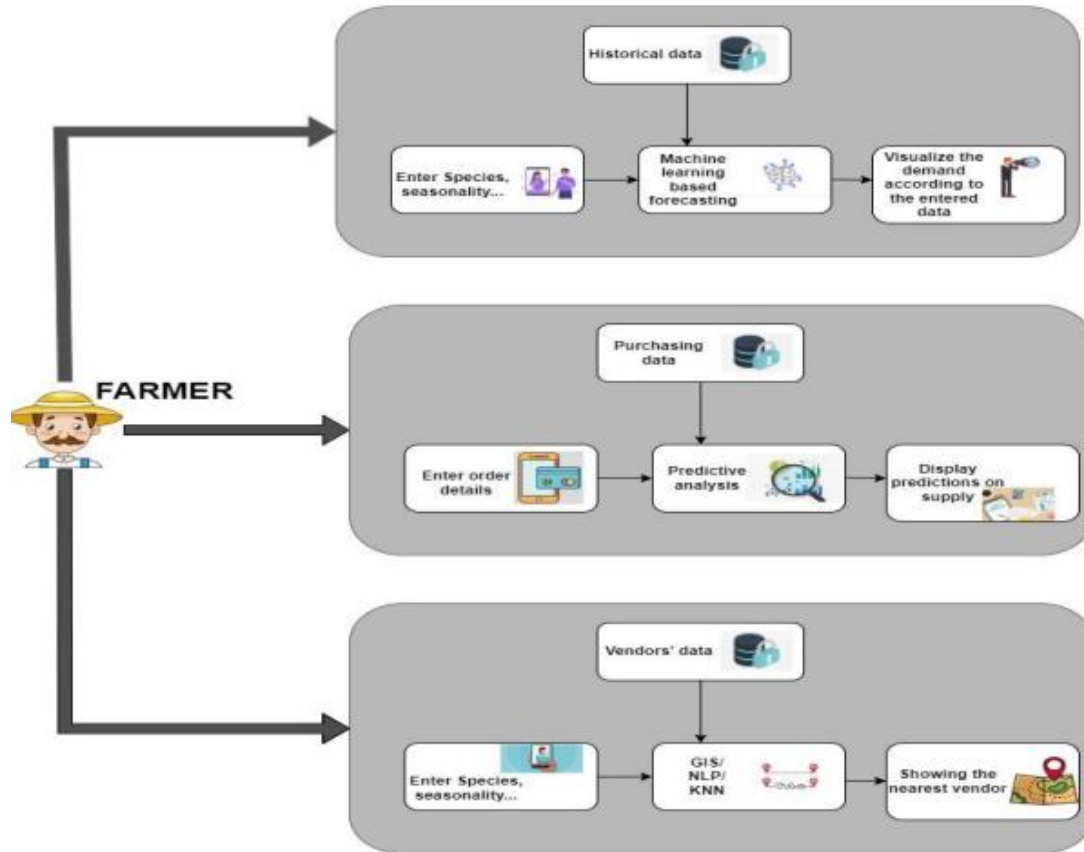 Historical data
Enter Species,
seasonality...
Machine
learning
based
forecasting
Visualize the
demand
according to
the entered
data
FARMER
Purchasing
data
Enter order
details
Predictive
analysis
Display
predictions on
supply
Vendors' data
Enter Species,
seasonality...
GIS/
NLP/
KNN
Showing the
nearest vendor